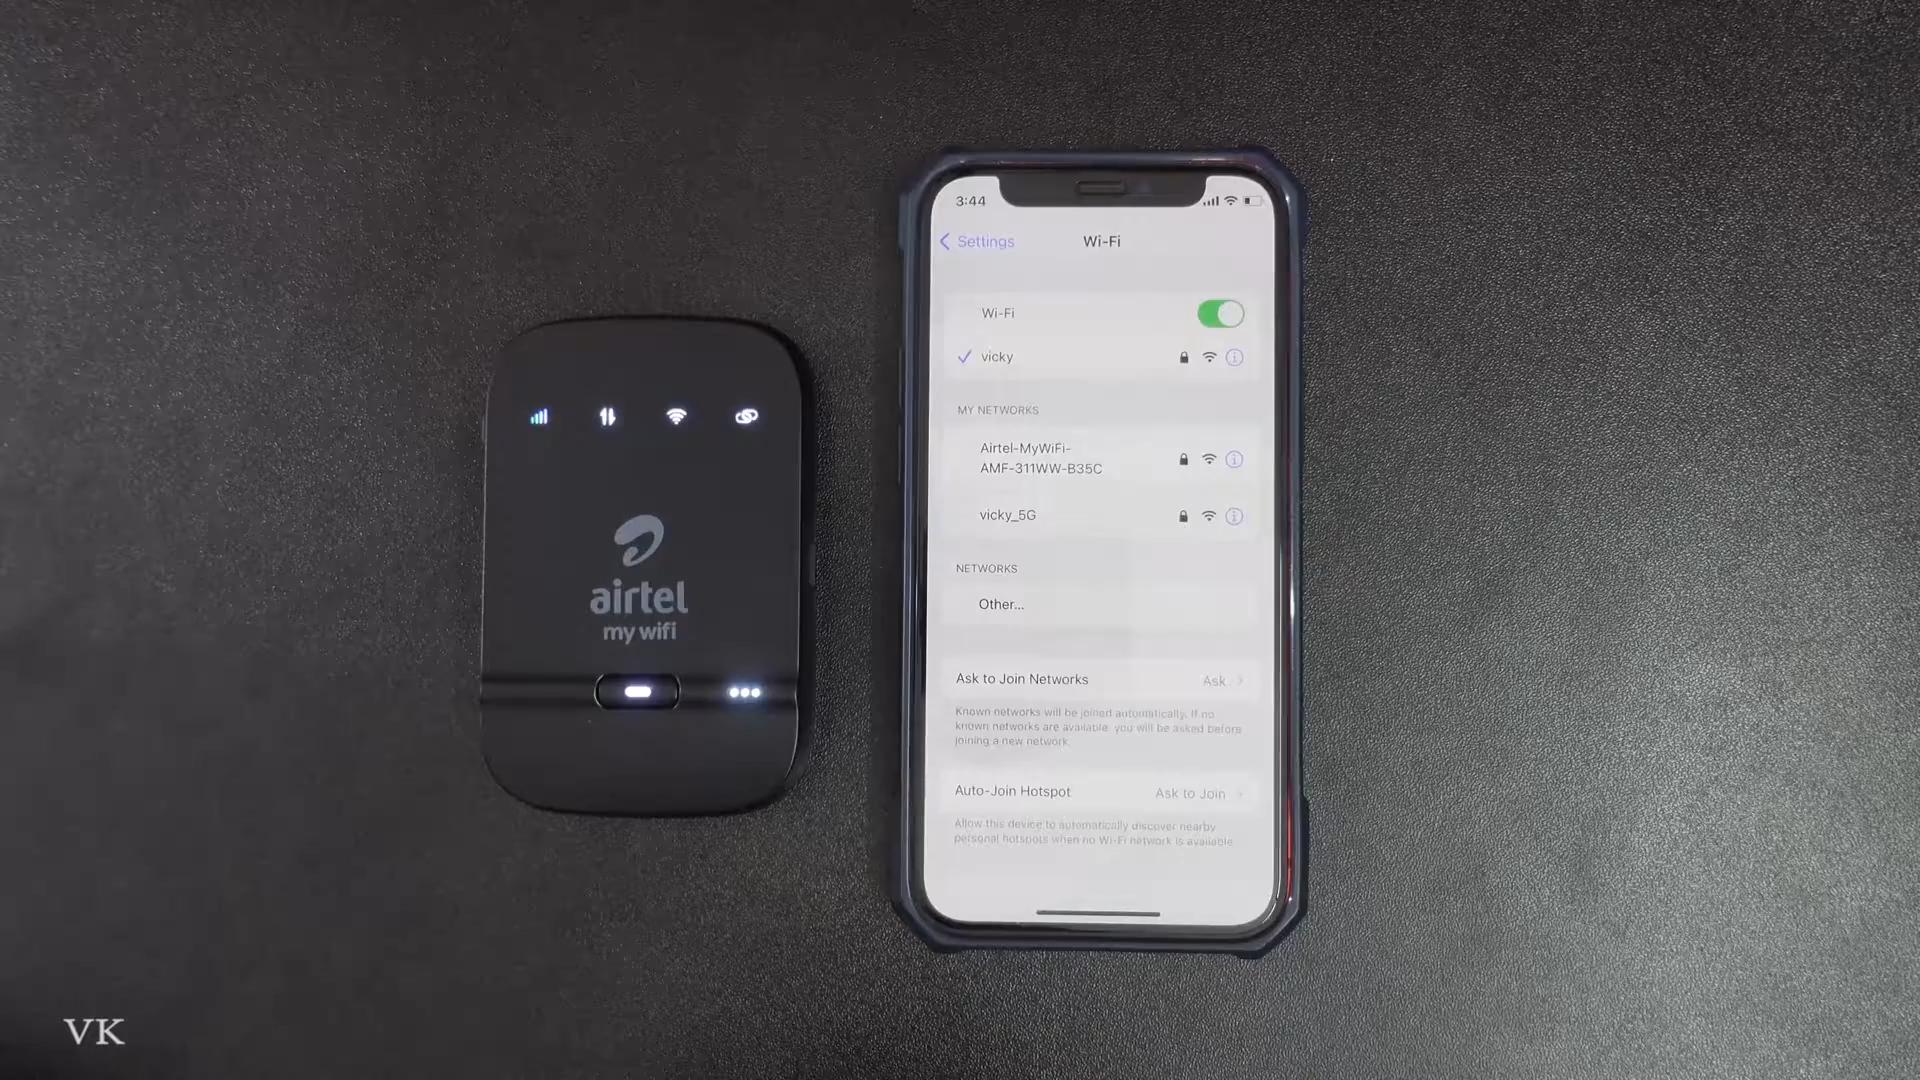 airtel
my wifi
3:44
Settings
Wi-Fi
Wi-Fi
vicky
MY NETWORKS
Airtel-MyWiFi-
AMF-311WW-B35C
vicky_5G
NETWORKS
Other...
Ask to Join Networks
Ask
Known networks will be joined automatically. If no
known networks are available, you will be asked before
joining a new network.
Auto-Join Hotspot
Ask to Join
Allow this device to automatically discover nearby
personal hotspots when no Wi-Fi network is available.
VK